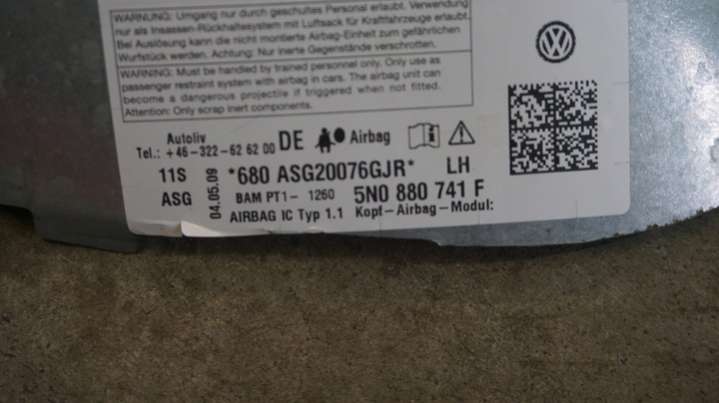 WARNUNG: Umgang nur durch geschultes Personal erlaubt. Verwendung
nur als Insassen-Rückhaltesystem mit Luftsack für Kraftfahrzeuge erlaubt.
Bei Auslösung kann die nicht montierte Airbag-Einheit zum gefährlichen
Wurfstück werden. Achtung: Nur inerte Gegenstände verschrotten.
WARNING: Must be handled by trained personnel only. Only use as
passenger restraint system with airbag in cars. The airbag unit can
become a dangerous projectile if triggered when not fitted.
Attention: Only scrap inert components.
Autoliv
Tel.: +46-322-62 62 00 DE Airbag
11S 04.05.09 *680 ASG20076GJR* LH
ASG BAM PT1- 1260 5N0 880 741 F
AIRBAG IC Typ 1.1 Kopf-Airbag-Modul: